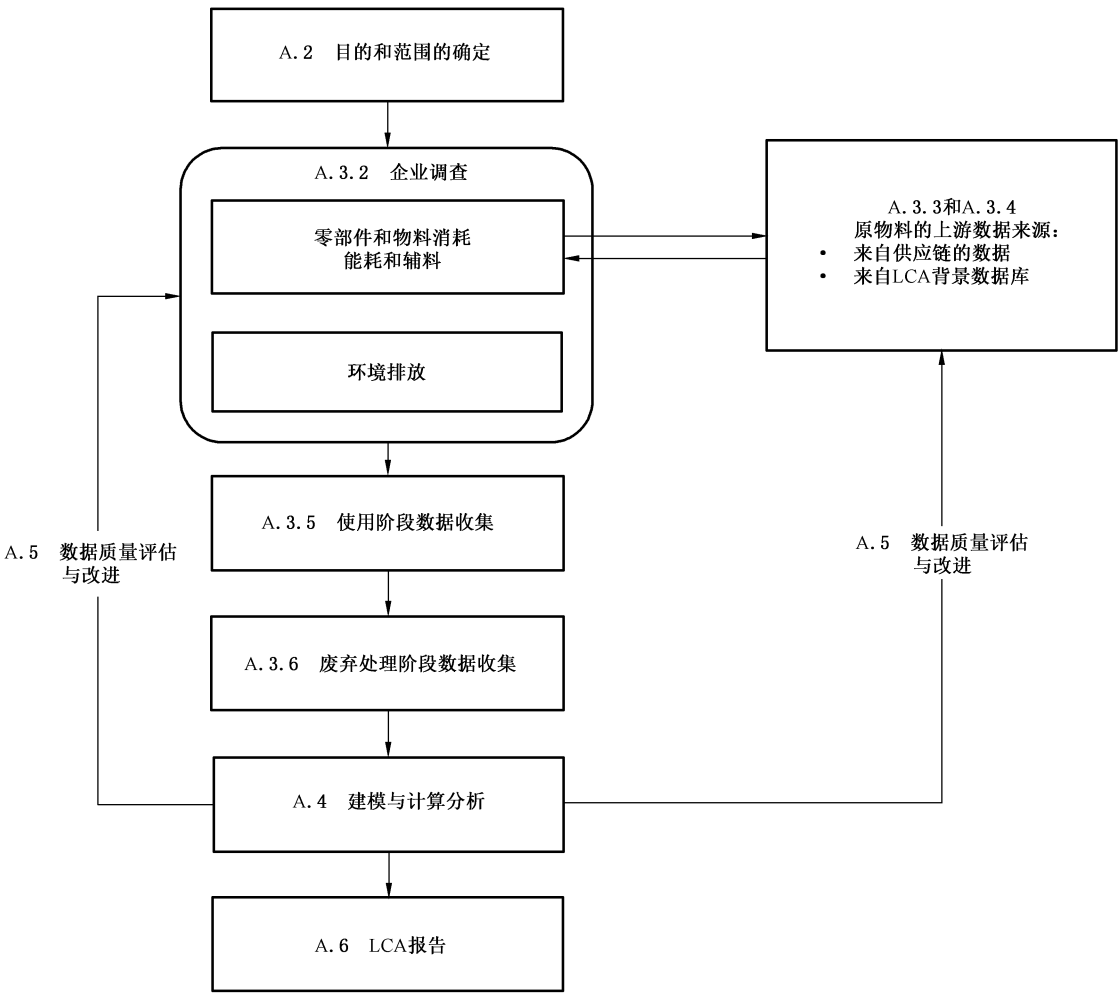 A.2 目的和范围的确定
A.3.2 企业调查
零部件和物料消耗
能耗和辅料
环境排放
A.3.3和A.3.4
原物料的上游数据来源：
• 来自供应链的数据
• 来自LCA背景数据库
A.3.5 使用阶段数据收集
A.5 数据质量评估
与改进
A.5 数据质量评估
与改进
A.3.6 废弃处理阶段数据收集
A.4 建模与计算分析
A.6 LCA报告